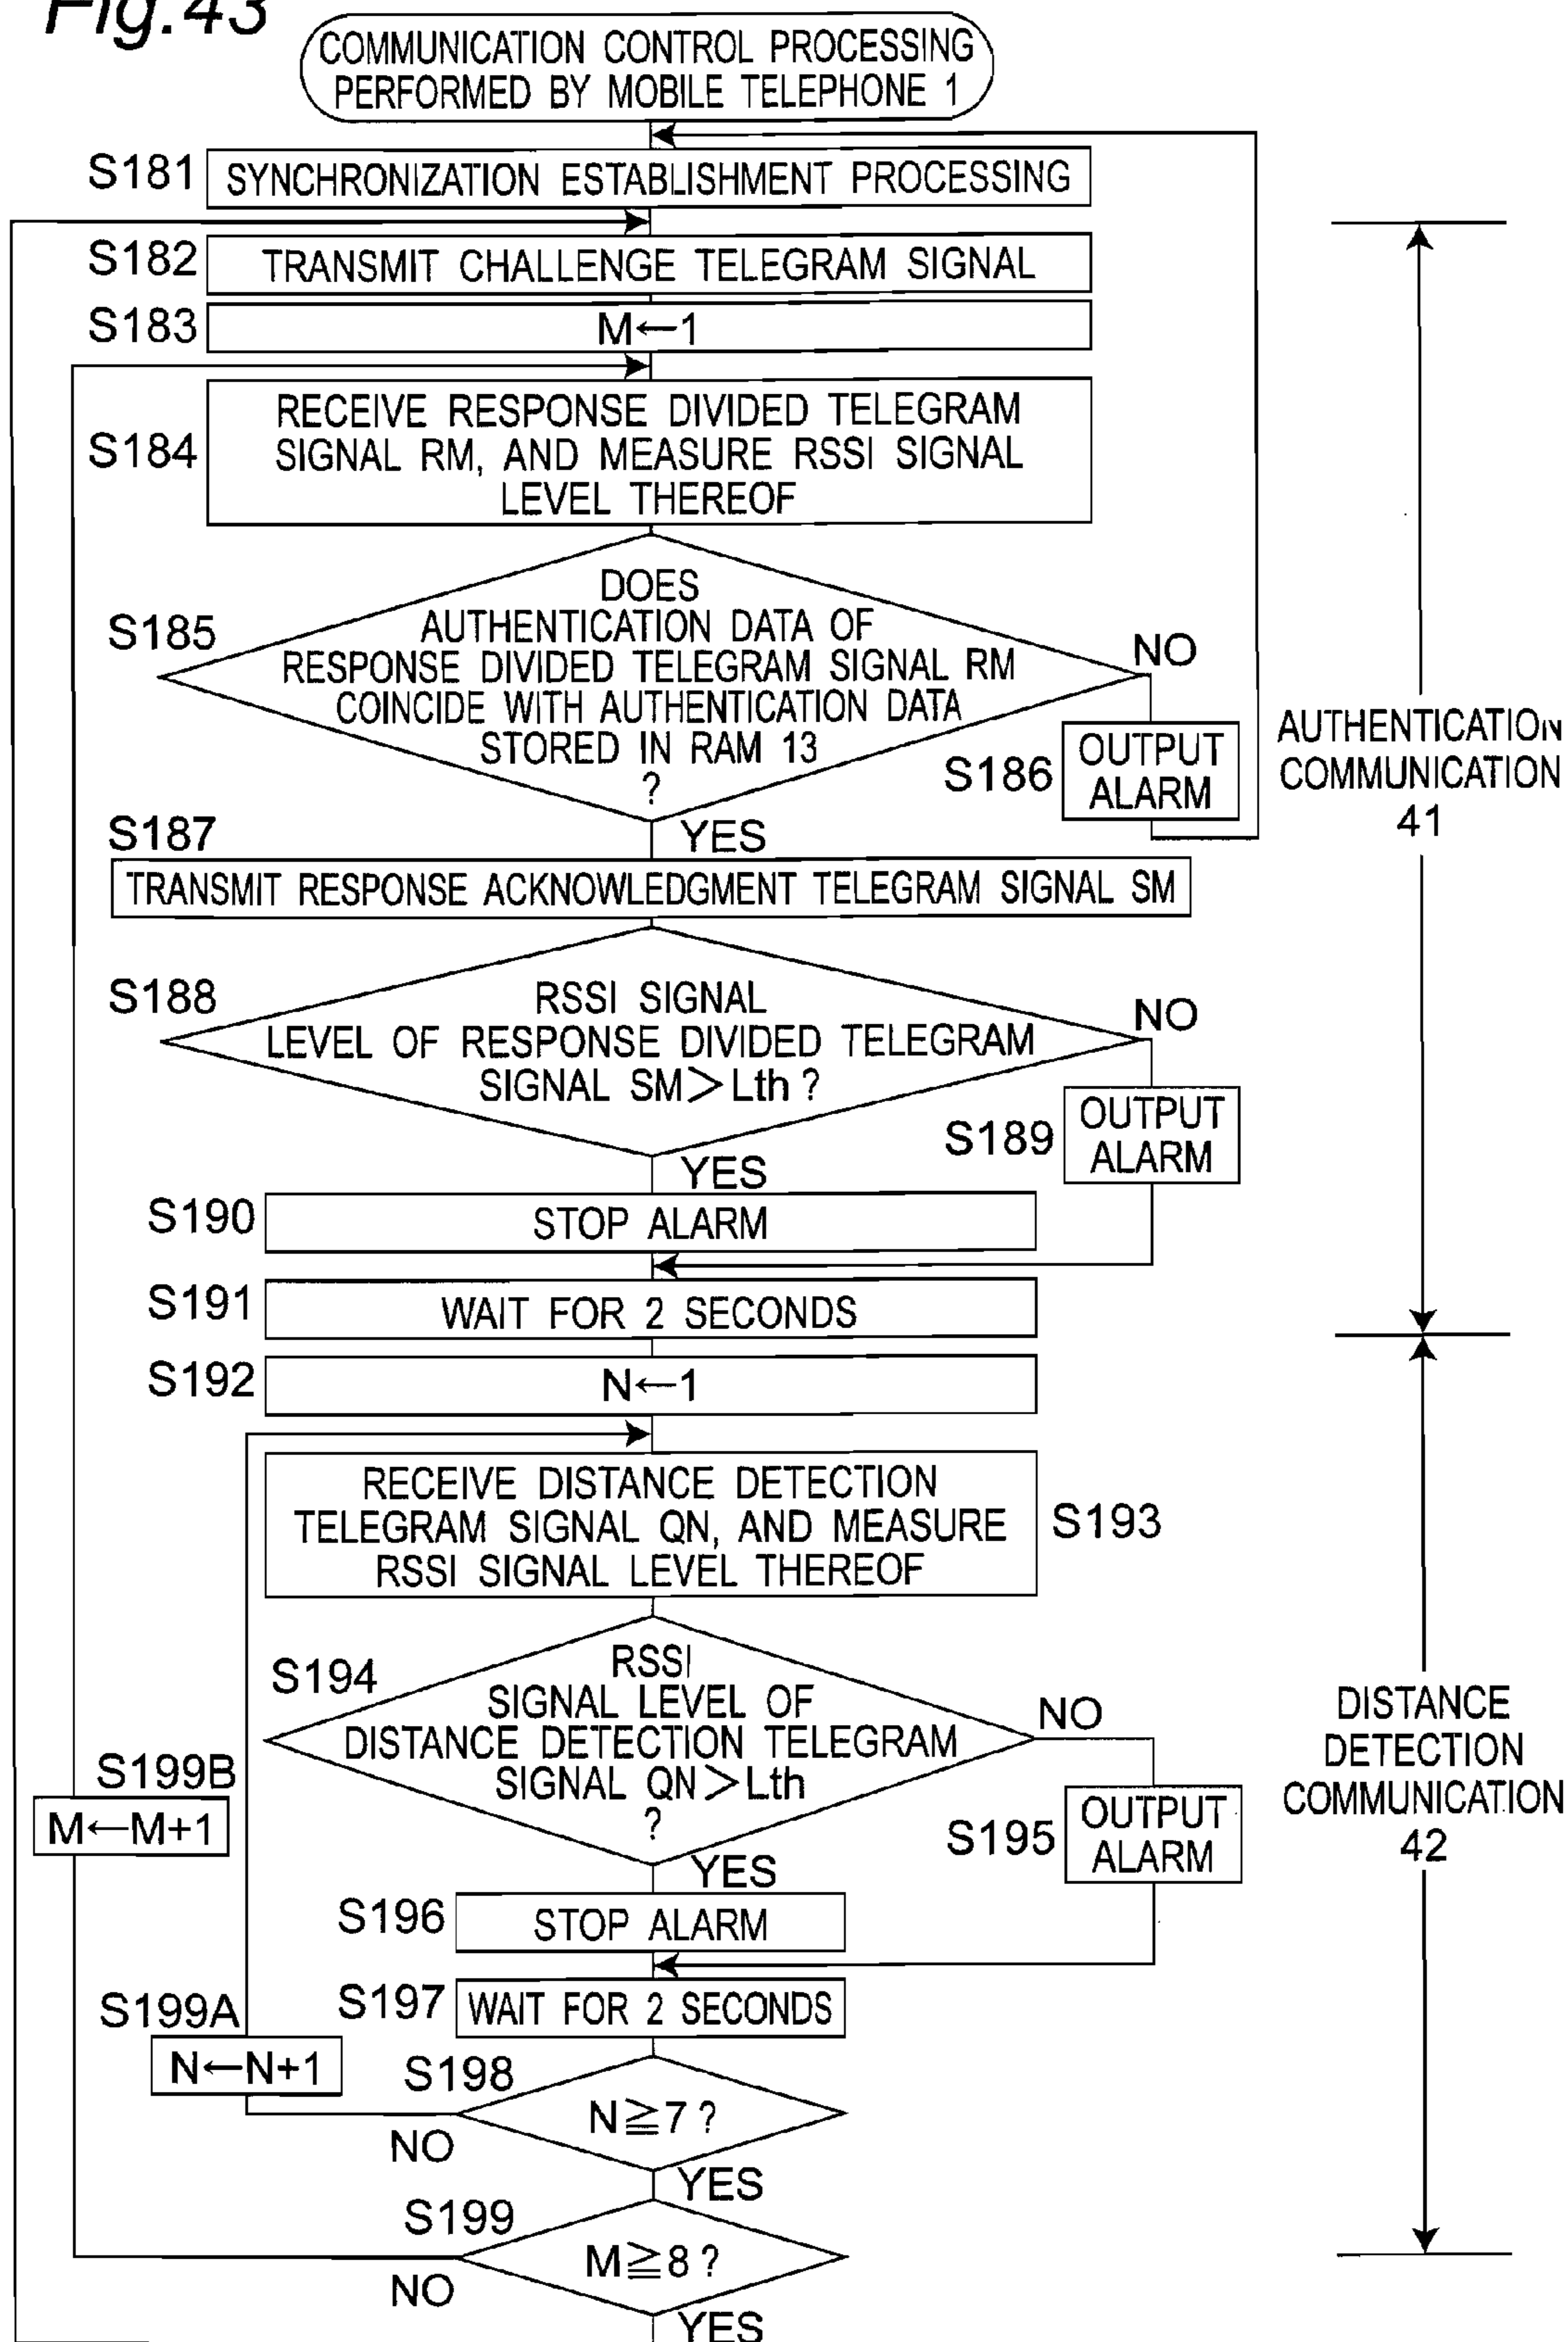 Fig.43
COMMUNICATION CONTROL PROCESSING
PERFORMED BY MOBILE TELEPHONE 1
S181
SYNCHRONIZATION ESTABLISHMENT PROCESSING
S182
TRANSMIT CHALLENGE TELEGRAM SIGNAL
S183
M←1
S184
RECEIVE RESPONSE DIVIDED TELEGRAM
SIGNAL RM, AND MEASURE RSSI SIGNAL
LEVEL THEREOF
S185
DOES
AUTHENTICATION DATA OF
RESPONSE DIVIDED TELEGRAM SIGNAL RM
COINCIDE WITH AUTHENTICATION DATA
STORED IN RAM 13
?
NO
S186
OUTPUT
ALARM
YES
AUTHENTICATION
COMMUNICATION
41
S187
TRANSMIT RESPONSE ACKNOWLEDGMENT TELEGRAM SIGNAL SM
S188
RSSI SIGNAL
LEVEL OF RESPONSE DIVIDED TELEGRAM
SIGNAL SM>Lth ?
NO
S189
OUTPUT
ALARM
YES
S190
STOP ALARM
S191
WAIT FOR 2 SECONDS
S192
N←1
RECEIVE DISTANCE DETECTION
TELEGRAM SIGNAL QN, AND MEASURE
RSSI SIGNAL LEVEL THEREOF
S193
S194
RSSI
SIGNAL LEVEL OF
DISTANCE DETECTION TELEGRAM
SIGNAL QN>Lth
?
NO
S195
OUTPUT
ALARM
YES
DISTANCE
DETECTION
COMMUNICATION
42
S199B
M←M+1
S196
STOP ALARM
S197
WAIT FOR 2 SECONDS
S199A
N←N+1
S198
N≧7 ?
NO
YES
S199
M≧8 ?
NO
YES